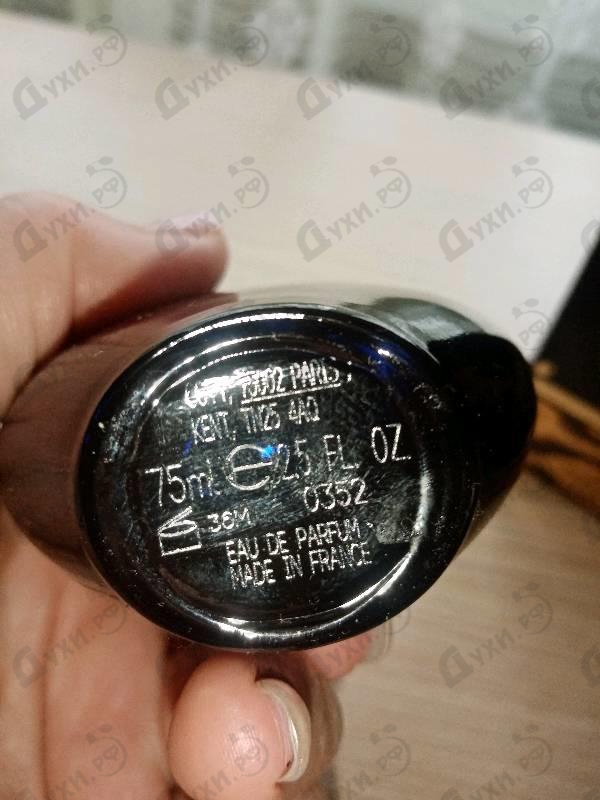 COTY, 75002 PARIS
KENT, TN25 4AQ
75ml ℮ 2.5 FL. OZ.
36M 0352
EAU DE PARFUM
MADE IN FRANCE
Духи.РФ